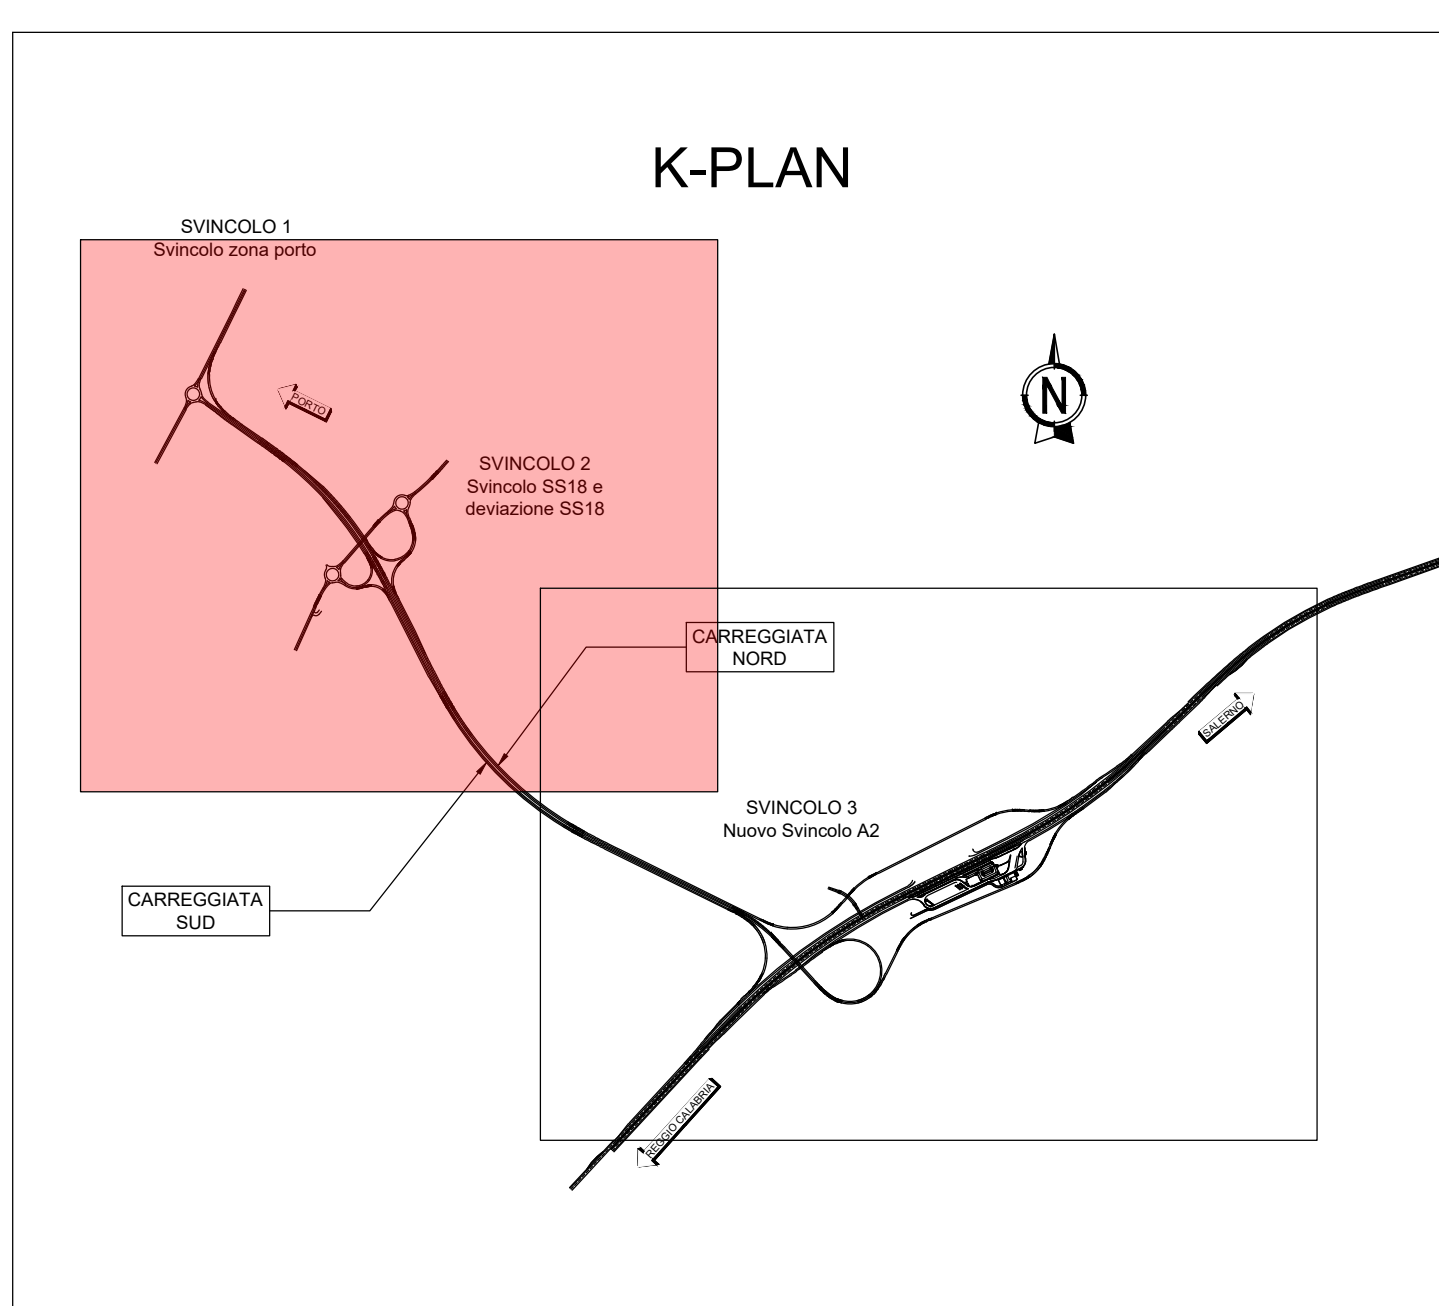 K-PLAN
SVINCOLO 1
Svincolo zona porto
PORTO
N
SVINCOLO 2
Svincolo SS18 e
deviazione SS18
CARREGGIATA
NORD
SALERNO
SVINCOLO 3
Nuovo Svincolo A2
CARREGGIATA
SUD
REGGIO CALABRIA